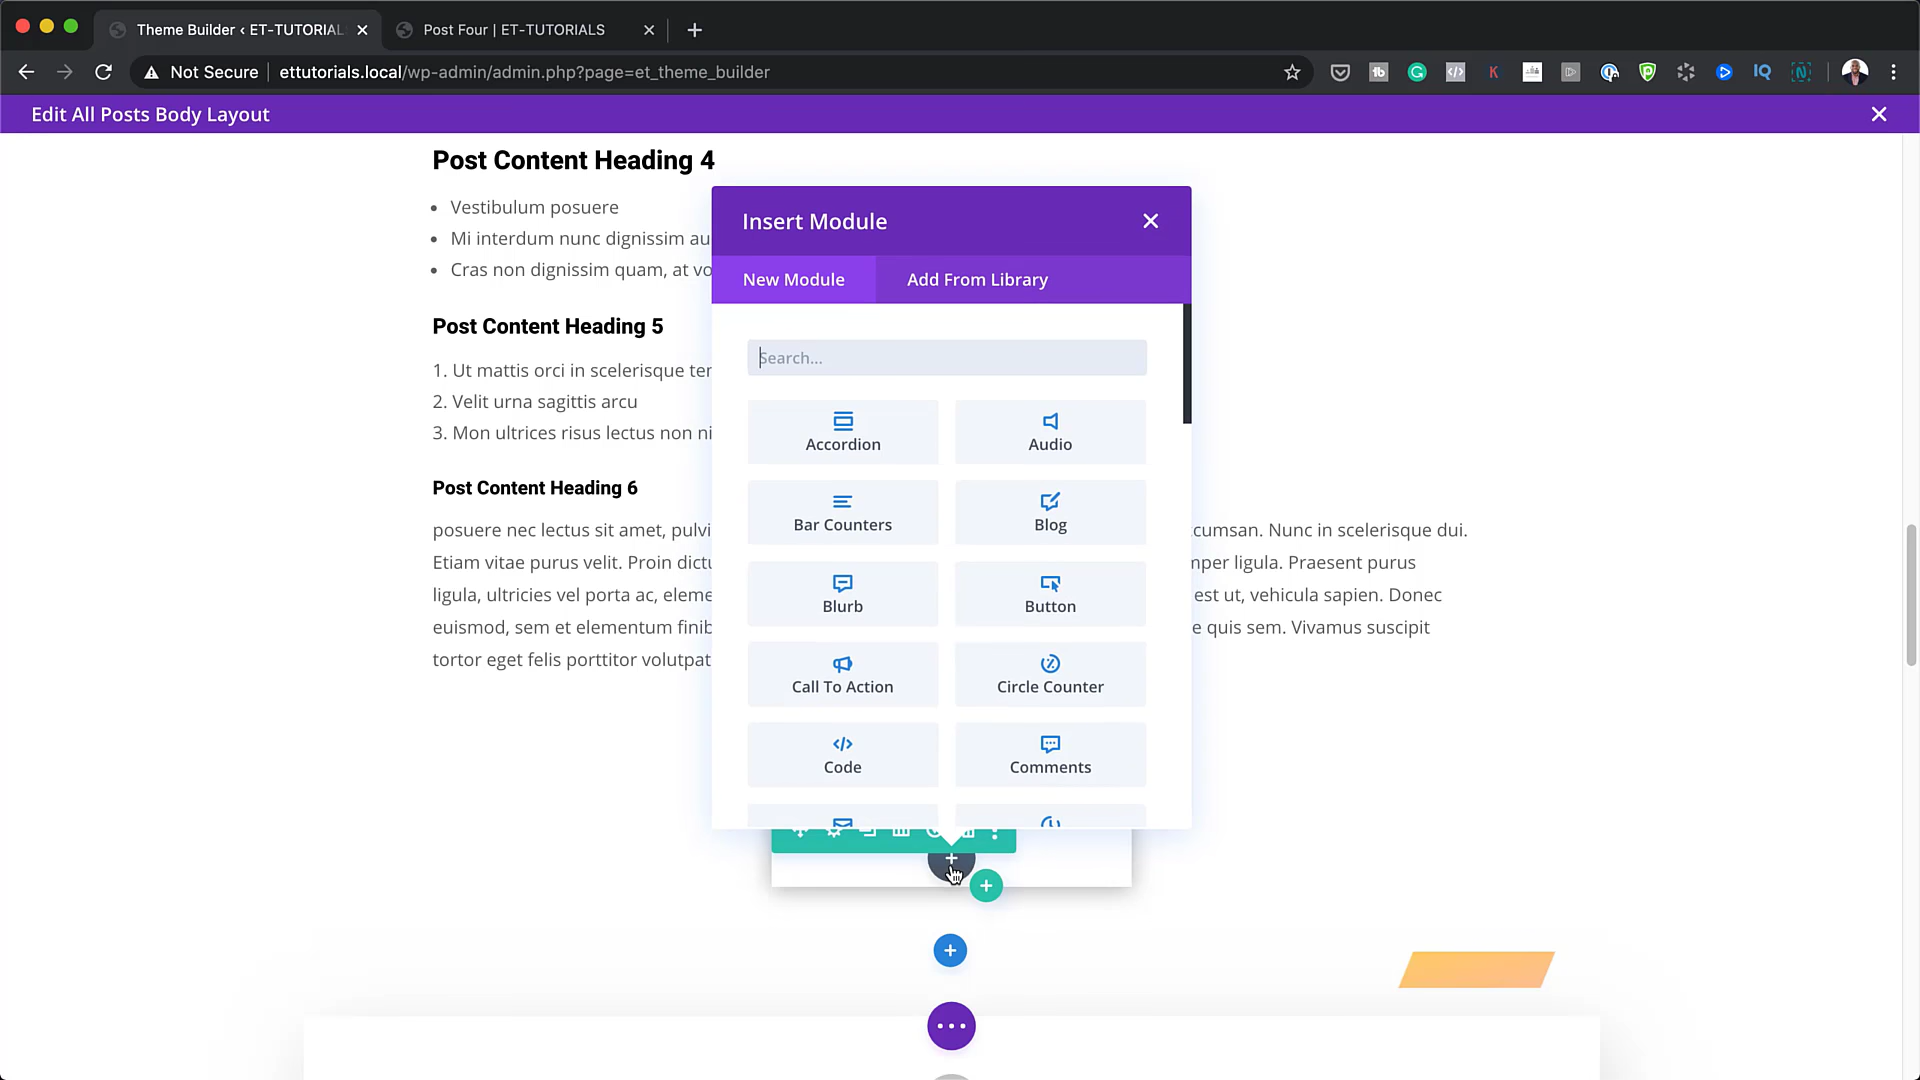 Theme Builder ‹ ET-TUTORIAL
Post Four | ET-TUTORIALS
Not Secure
ettutorials.local/wp-admin/admin.php?page=et_theme_builder
Edit All Posts Body Layout
Post Content Heading 4
Vestibulum posuere
Mi interdum nunc dignissim au
Cras non dignissim quam, at vo
Post Content Heading 5
1. Ut mattis orci in scelerisque ter
2. Velit urna sagittis arcu
3. Mon ultrices risus lectus non ni
Post Content Heading 6
posuere nec lectus sit amet, pulvi cumsan. Nunc in scelerisque dui.
Etiam vitae purus velit. Proin dictu mper ligula. Praesent purus
ligula, ultricies vel porta ac, eleme est ut, vehicula sapien. Donec
euismod, sem et elementum finib e quis sem. Vivamus suscipit
tortor eget felis porttitor volutpat
Insert Module
New Module
Add From Library
Search...
Accordion
Audio
Bar Counters
Blog
Blurb
Button
Call To Action
Circle Counter
Code
Comments